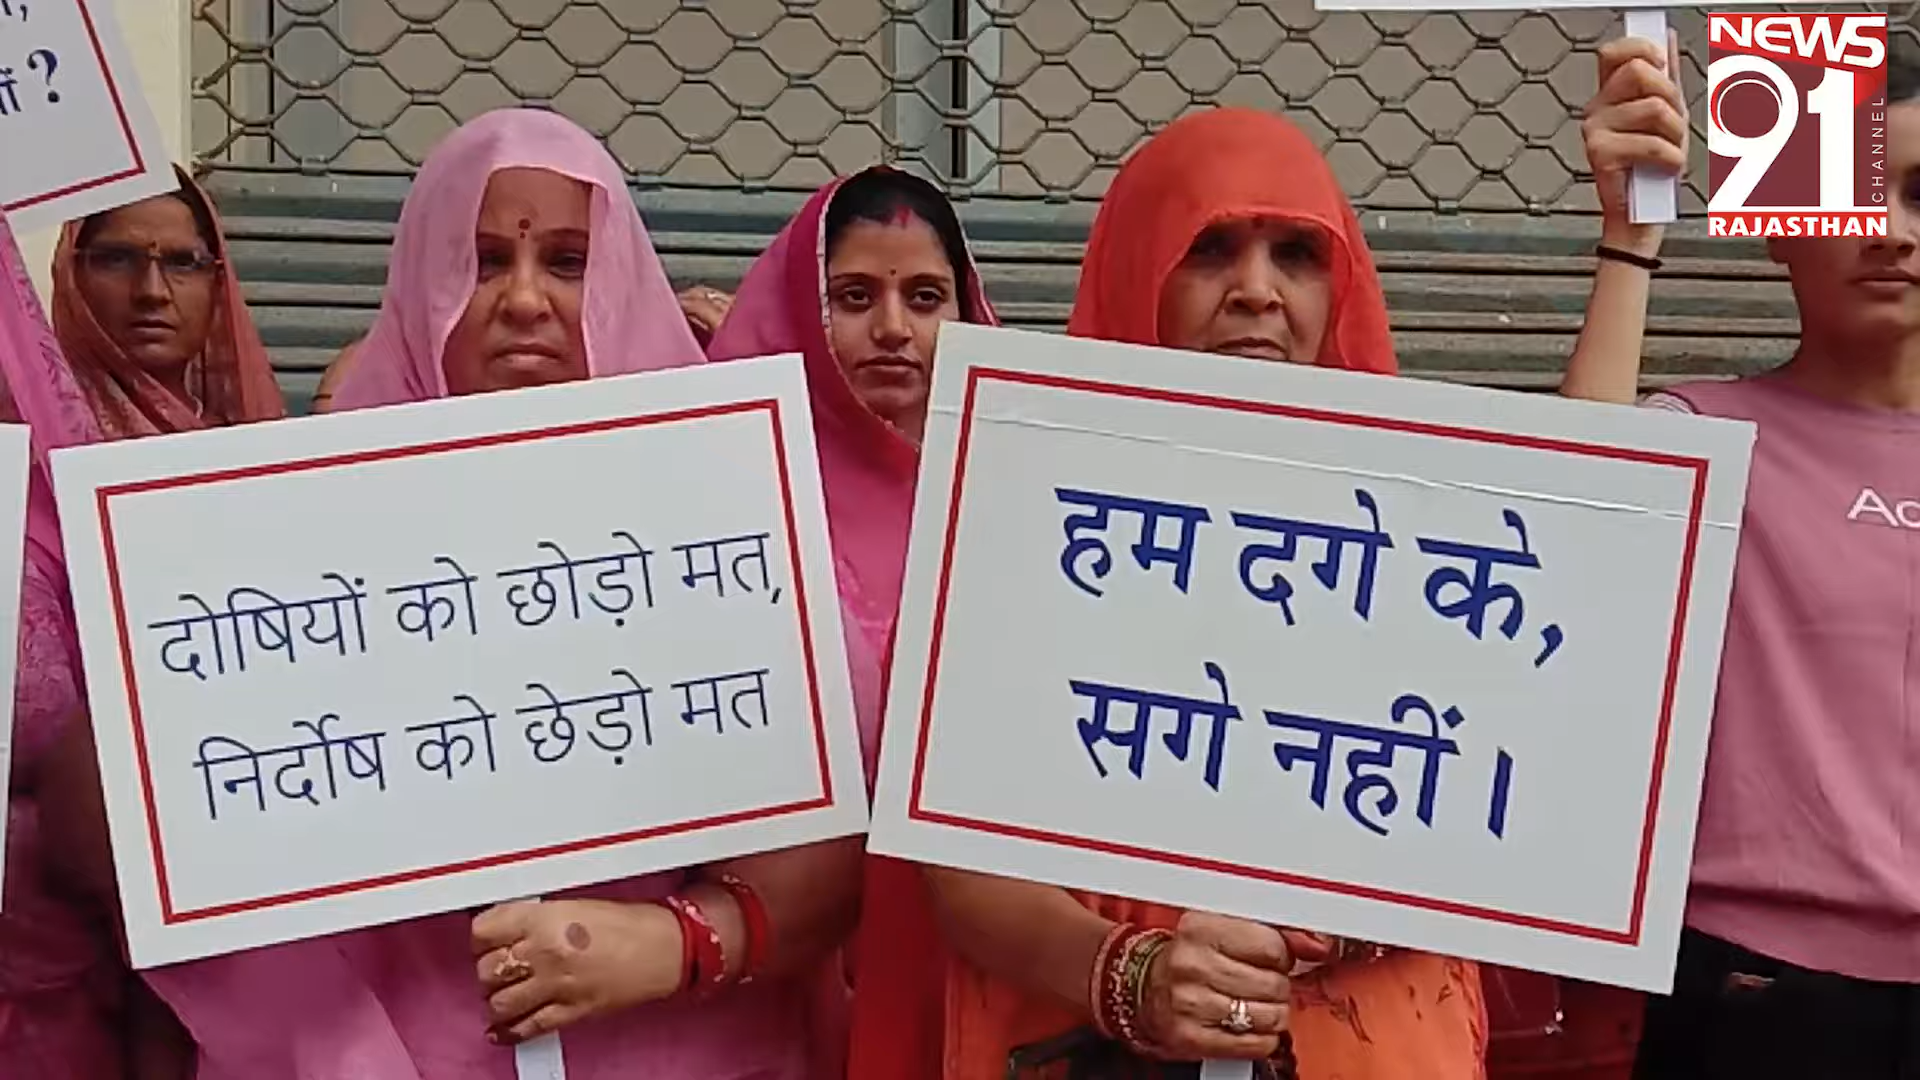 ?
दोषियों को छोड़ो मत,
निर्दोष को छेड़ो मत
हम दगे के,
सगे नहीं।
NEWS
91
CHANNEL
RAJASTHAN